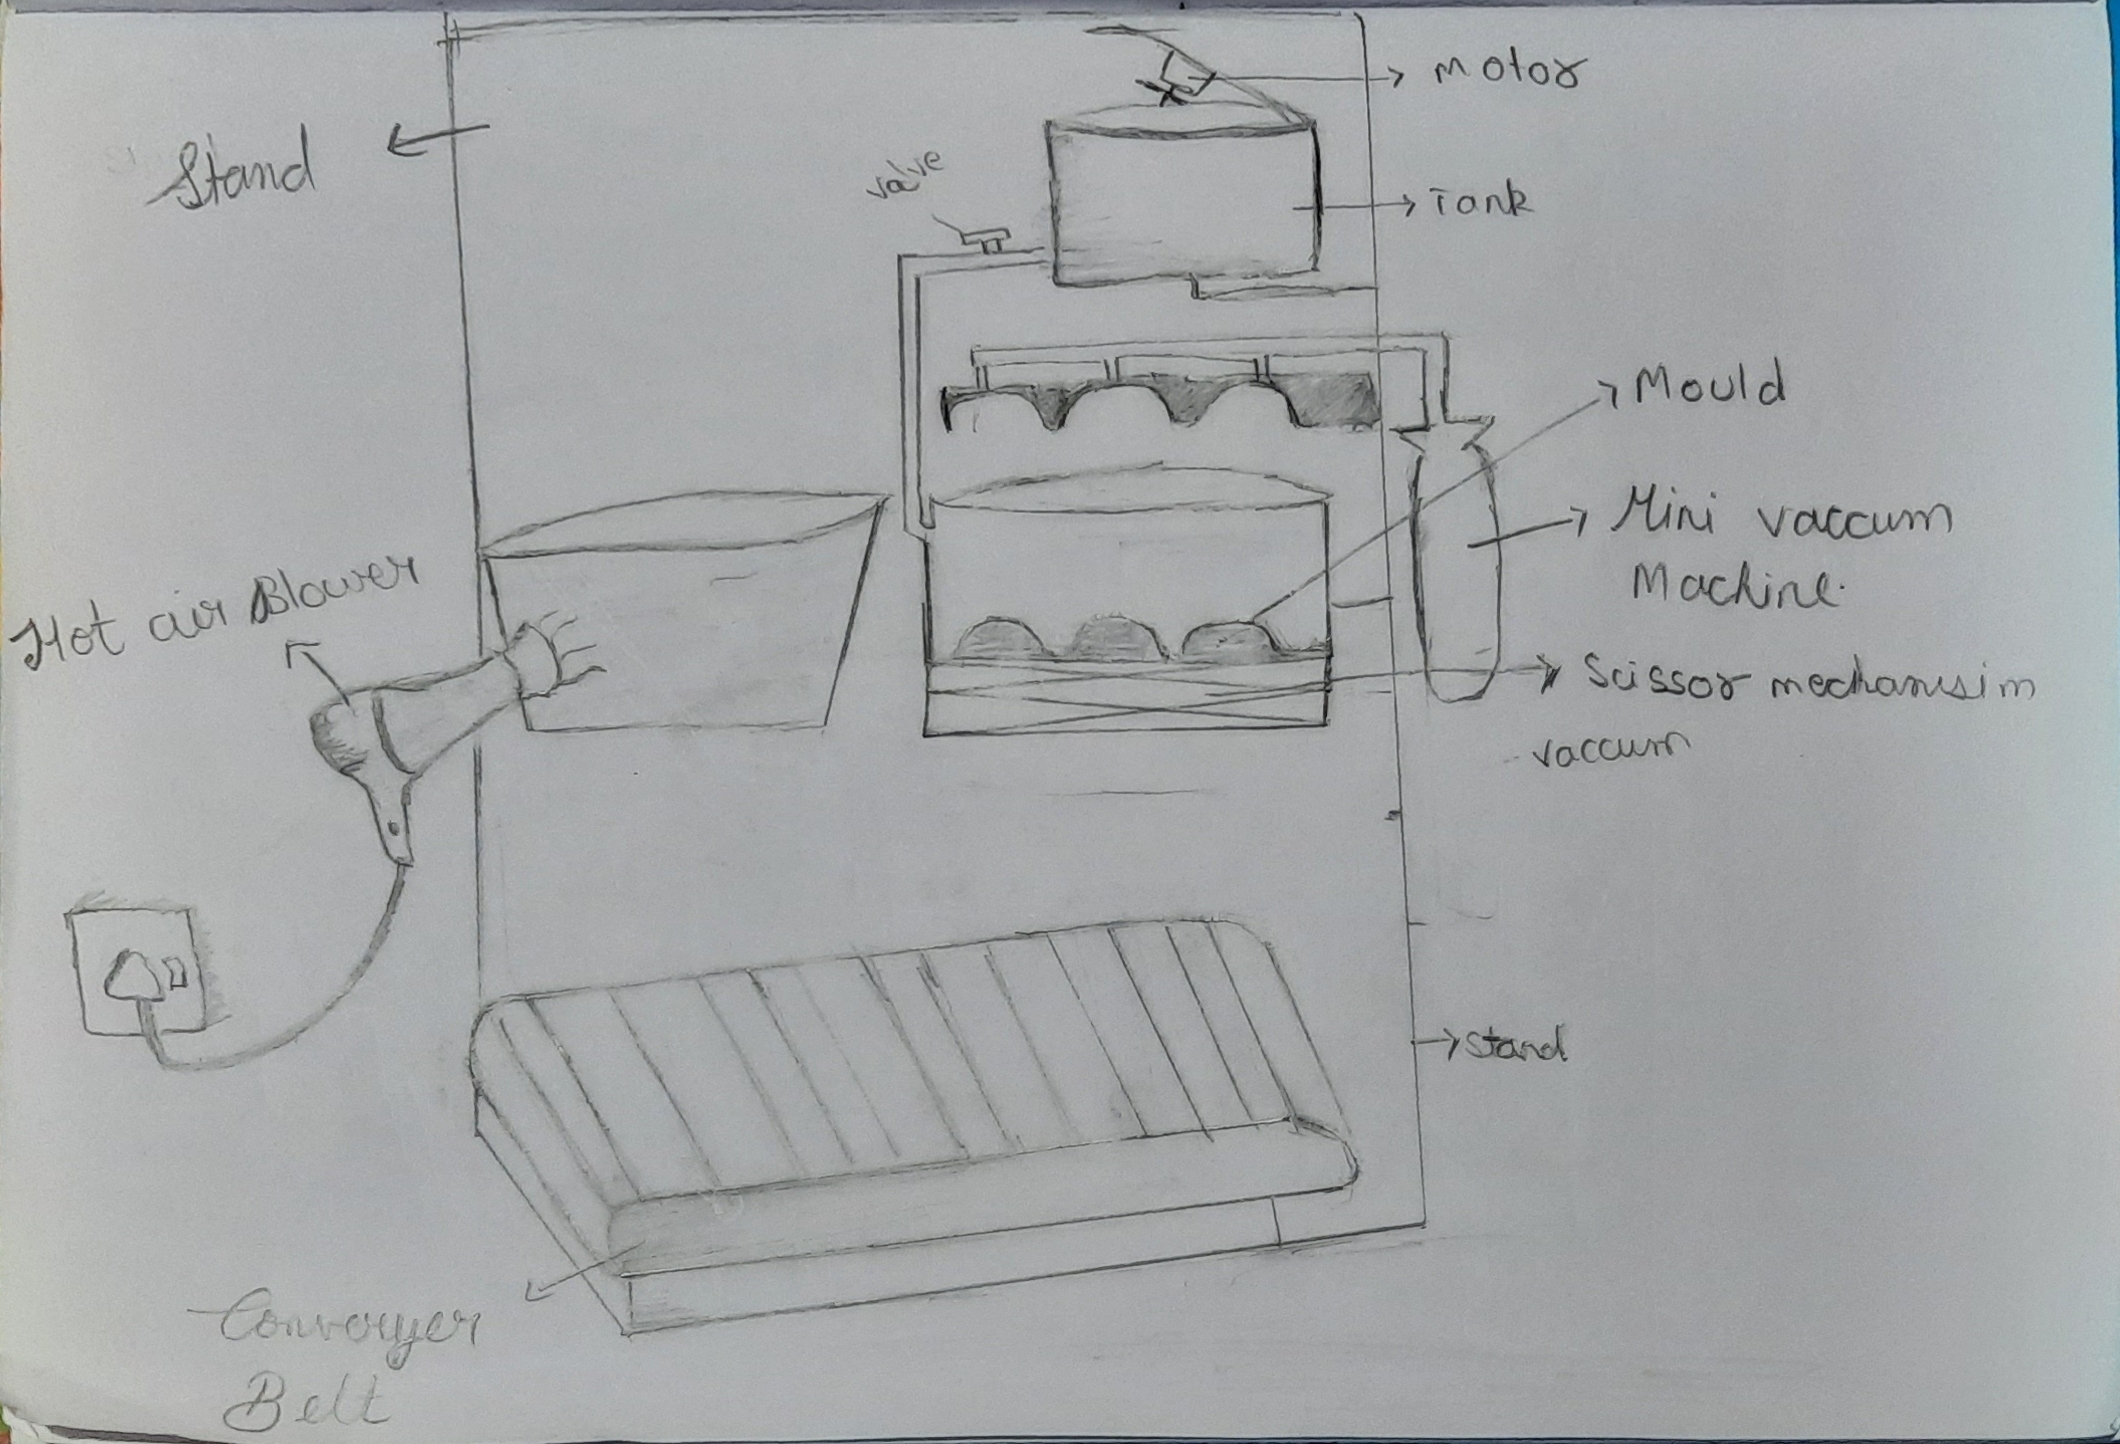 Motor
Stand
valve
Tank
Mould
Mini vaccum
Machine.
Hot air Blower
Scissor mechanisim
vaccum
Stand
Converyer
Belt